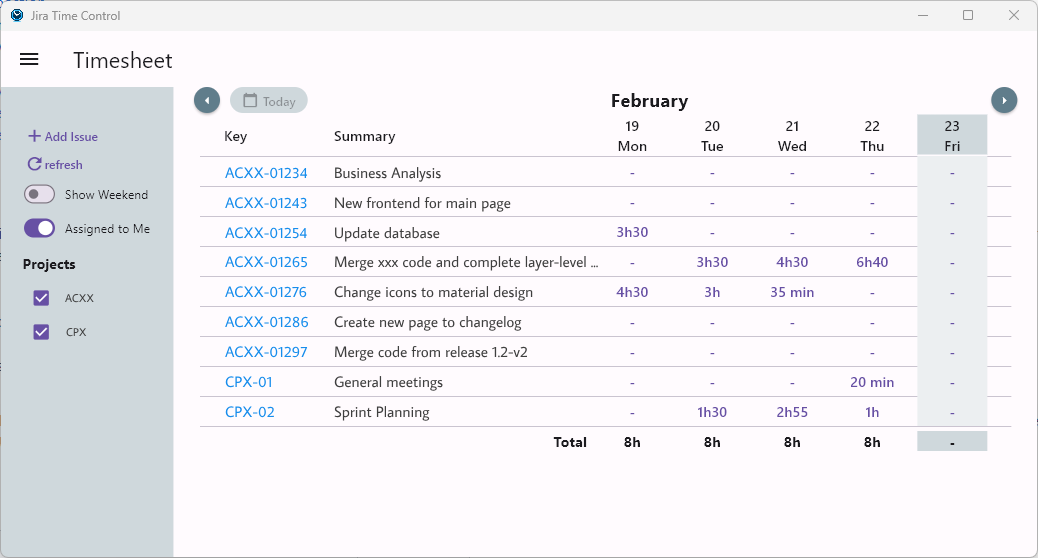 Jira Time Control
Timesheet
+ Add Issue
refresh
Show Weekend
Assigned to Me
Projects
ACXX
CPX
Today
February
Key Summary 19 Mon 20 Tue 21 Wed 22 Thu 23 Fri
ACXX-01234 Business Analysis - - - - -
ACXX-01243 New frontend for main page - - - - -
ACXX-01254 Update database 3h30 - - - -
ACXX-01265 Merge xxx code and complete layer-level ... - 3h30 4h30 6h40 -
ACXX-01276 Change icons to material design 4h30 3h 35 min - -
ACXX-01286 Create new page to changelog - - - - -
ACXX-01297 Merge code from release 1.2-v2 - - - - -
CPX-01 General meetings - - - 20 min -
CPX-02 Sprint Planning - 1h30 2h55 1h -
Total 8h 8h 8h 8h -